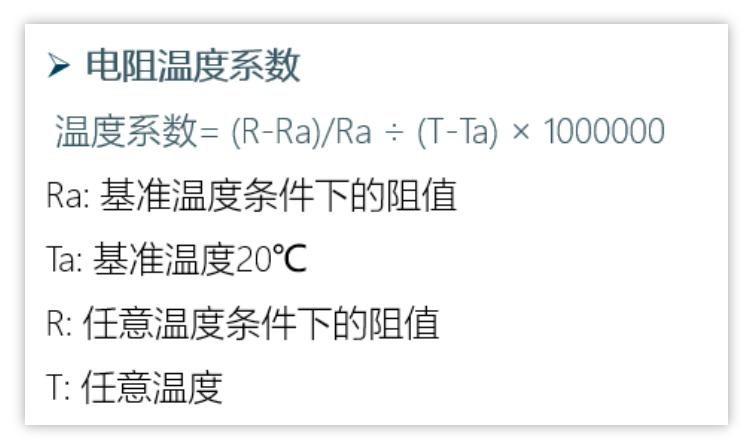 ➢ 电阻温度系数
温度系数= (R-Ra)/Ra ÷ (T-Ta) × 1000000
Ra: 基准温度条件下的阻值
Ta: 基准温度20℃
R: 任意温度条件下的阻值
T: 任意温度